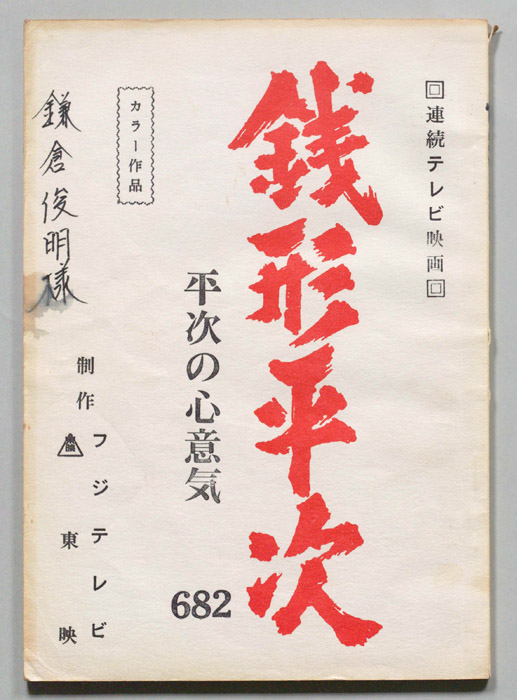 回連続テレビ映画回
銭形平次
平次の心意気
682
カラー作品
鎌倉俊明様
制作
フジテレビ
東映